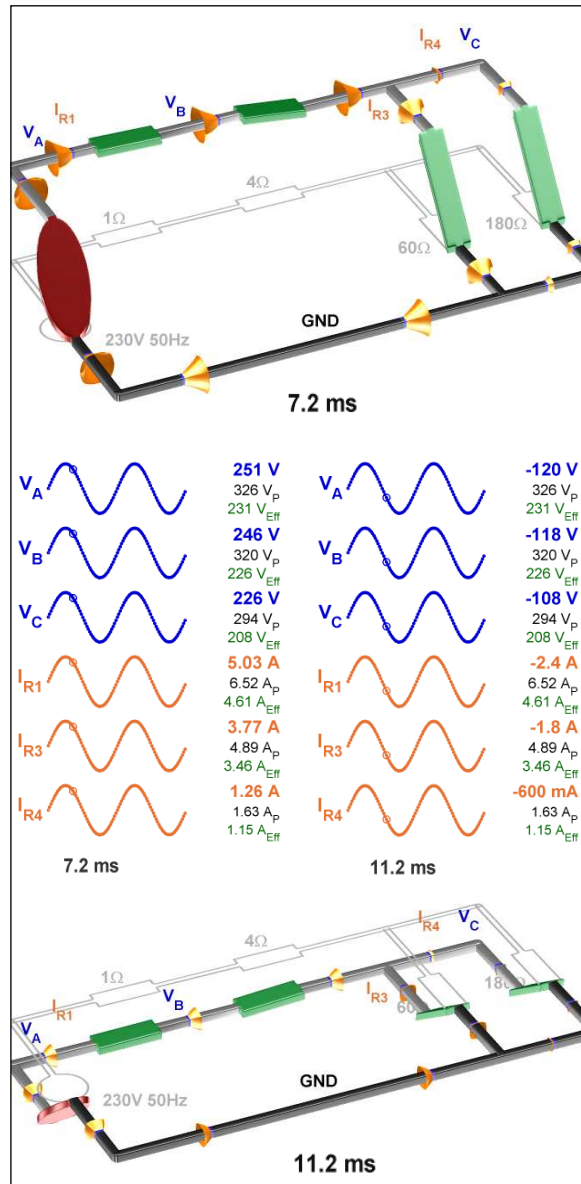 I_R4 V_C
V_B
I_R1 I_R3
V_A
4Ω
1Ω
60Ω 180Ω
GND
230V 50Hz
7.2 ms
V_A 251 V V_A -120 V
326 V_P 326 V_P
231 V_Eff 231 V_Eff
V_B 246 V V_B -118 V
320 V_P 320 V_P
226 V_Eff 226 V_Eff
V_C 226 V V_C -108 V
294 V_P 294 V_P
208 V_Eff 208 V_Eff
I_R1 5.03 A I_R1 -2.4 A
6.52 A_P 6.52 A_P
4.61 A_Eff 4.61 A_Eff
I_R3 3.77 A I_R3 -1.8 A
4.89 A_P 4.89 A_P
3.46 A_Eff 3.46 A_Eff
I_R4 1.26 A I_R4 -600 mA
1.63 A_P 1.63 A_P
1.15 A_Eff 1.15 A_Eff
7.2 ms 11.2 ms
I_R4 V_C
4Ω
1Ω
I_R1 V_B I_R3
V_A
GND
230V 50Hz
11.2 ms